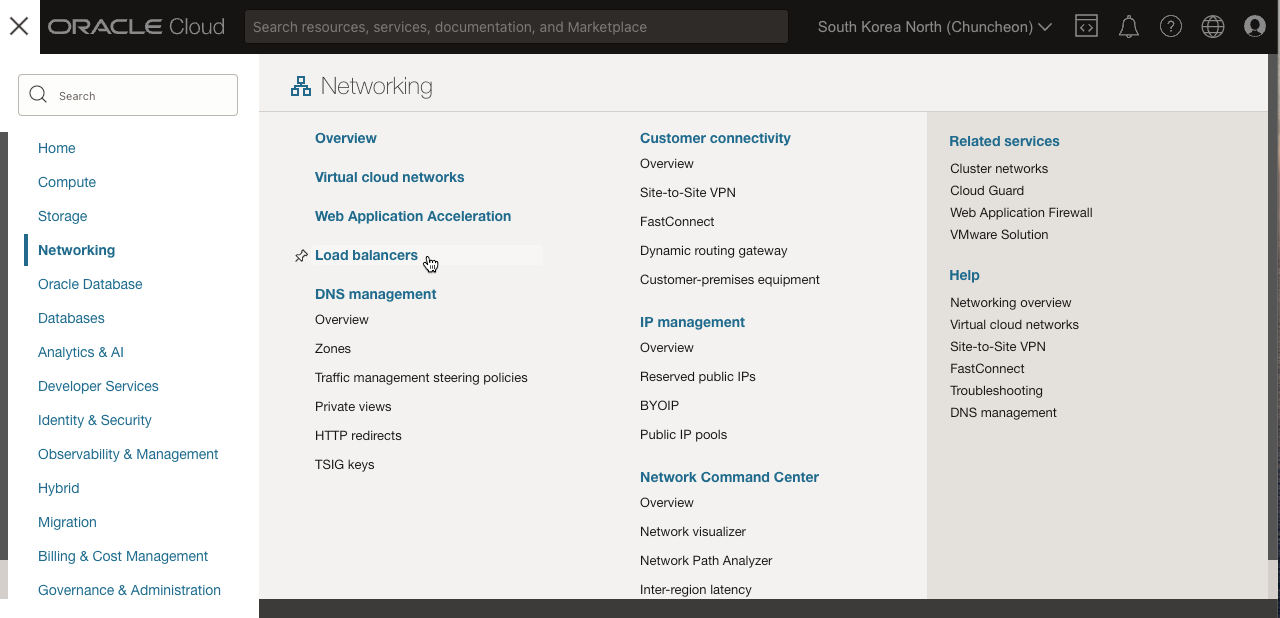 ORACLE Cloud
Search resources, services, documentation, and Marketplace
South Korea North (Chuncheon)
Search
Home
Compute
Storage
Networking
Oracle Database
Databases
Analytics & AI
Developer Services
Identity & Security
Observability & Management
Hybrid
Migration
Billing & Cost Management
Governance & Administration
Networking
Overview
Virtual cloud networks
Web Application Acceleration
Load balancers
DNS management
Overview
Zones
Traffic management steering policies
Private views
HTTP redirects
TSIG keys
Customer connectivity
Overview
Site-to-Site VPN
FastConnect
Dynamic routing gateway
Customer-premises equipment
IP management
Overview
Reserved public IPs
BYOIP
Public IP pools
Network Command Center
Overview
Network visualizer
Network Path Analyzer
Inter-region latency
Related services
Cluster networks
Cloud Guard
Web Application Firewall
VMware Solution
Help
Networking overview
Virtual cloud networks
Site-to-Site VPN
FastConnect
Troubleshooting
DNS management